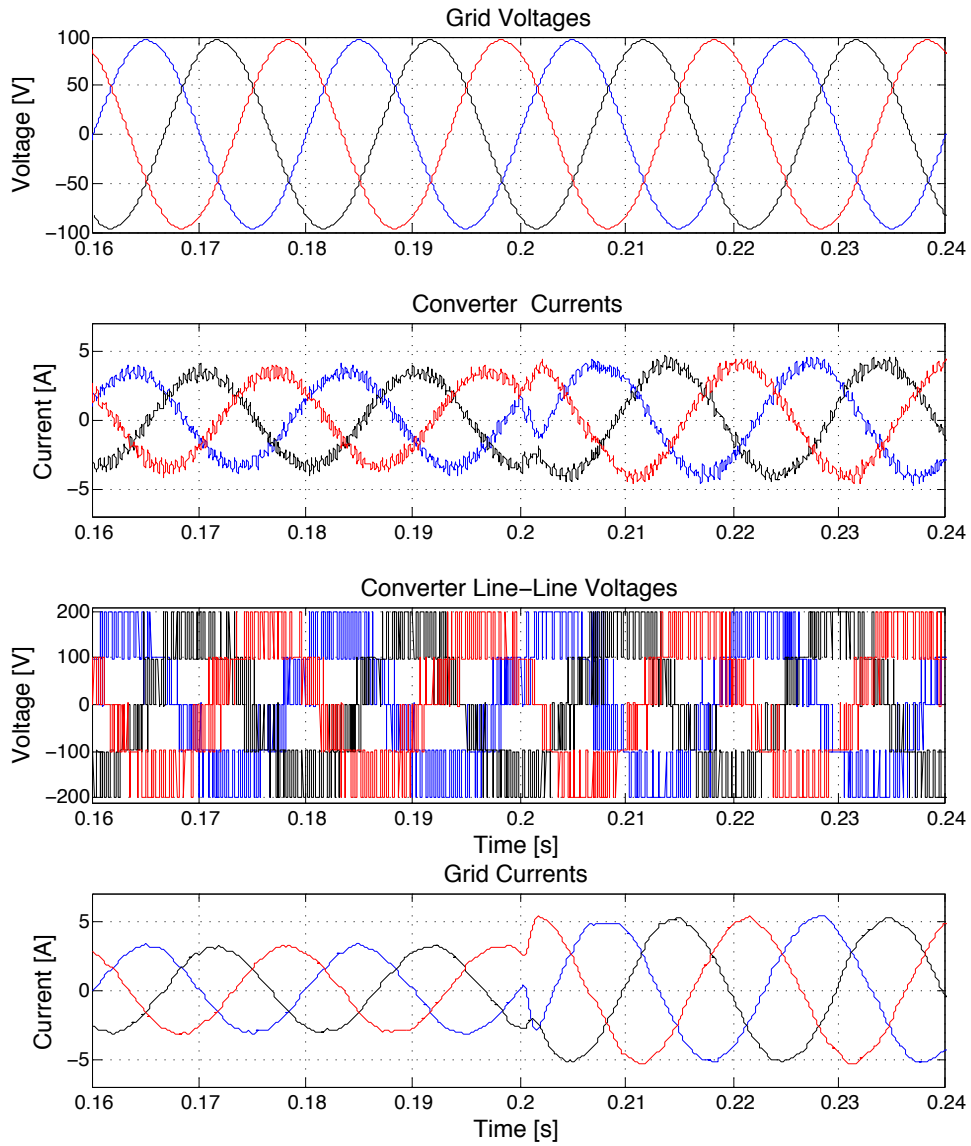 Grid Voltages
Voltage [V]
100
50
0
−50
−100
0.16 0.17 0.18 0.19 0.2 0.21 0.22 0.23 0.24
Converter Currents
Current [A]
5
0
−5
0.16 0.17 0.18 0.19 0.2 0.21 0.22 0.23 0.24
Converter Line−Line Voltages
Voltage [V]
200
100
0
−100
−200
0.16 0.17 0.18 0.19 0.2 0.21 0.22 0.23 0.24
Time [s]
Grid Currents
Current [A]
5
0
−5
0.16 0.17 0.18 0.19 0.2 0.21 0.22 0.23 0.24
Time [s]